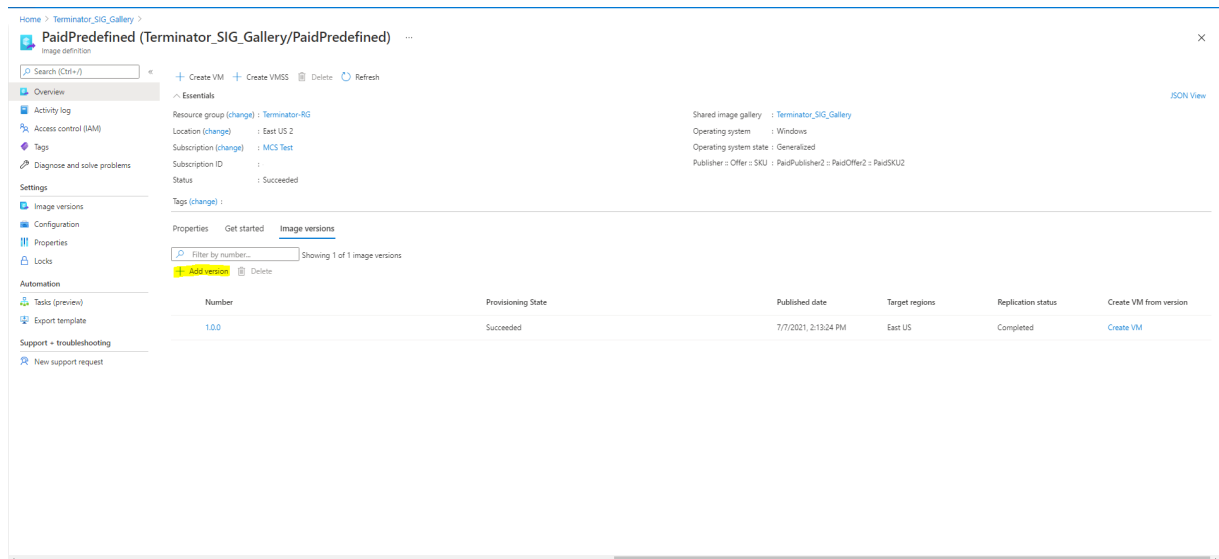 Home > Terminator_SIG_Gallery >
PaidPredefined (Terminator_SIG_Gallery/PaidPredefined) ...
Image definition
Search (Ctrl+/)
Overview
Activity log
Access control (IAM)
Tags
Diagnose and solve problems
Settings
Image versions
Configuration
Properties
Locks
Automation
Tasks (preview)
Export template
Support + troubleshooting
New support request
Create VM Create VMSS Delete Refresh
Essentials
JSON View
Resource group (change) : Terminator-RG
Location (change) : East US 2
Subscription (change) : MCS Test
Subscription ID :
Status : Succeeded
Shared image gallery : Terminator_SIG_Gallery
Operating system : Windows
Operating system state : Generalized
Publisher :: Offer :: SKU : PaidPublisher2 :: PaidOffer2 :: PaidSKU2
Tags (change) :
Properties Get started Image versions
Filter by number... Showing 1 of 1 image versions
+ Add version Delete
Number Provisioning State Published date Target regions Replication status Create VM from version
1.0.0 Succeeded 7/7/2021, 2:13:24 PM East US Completed Create VM